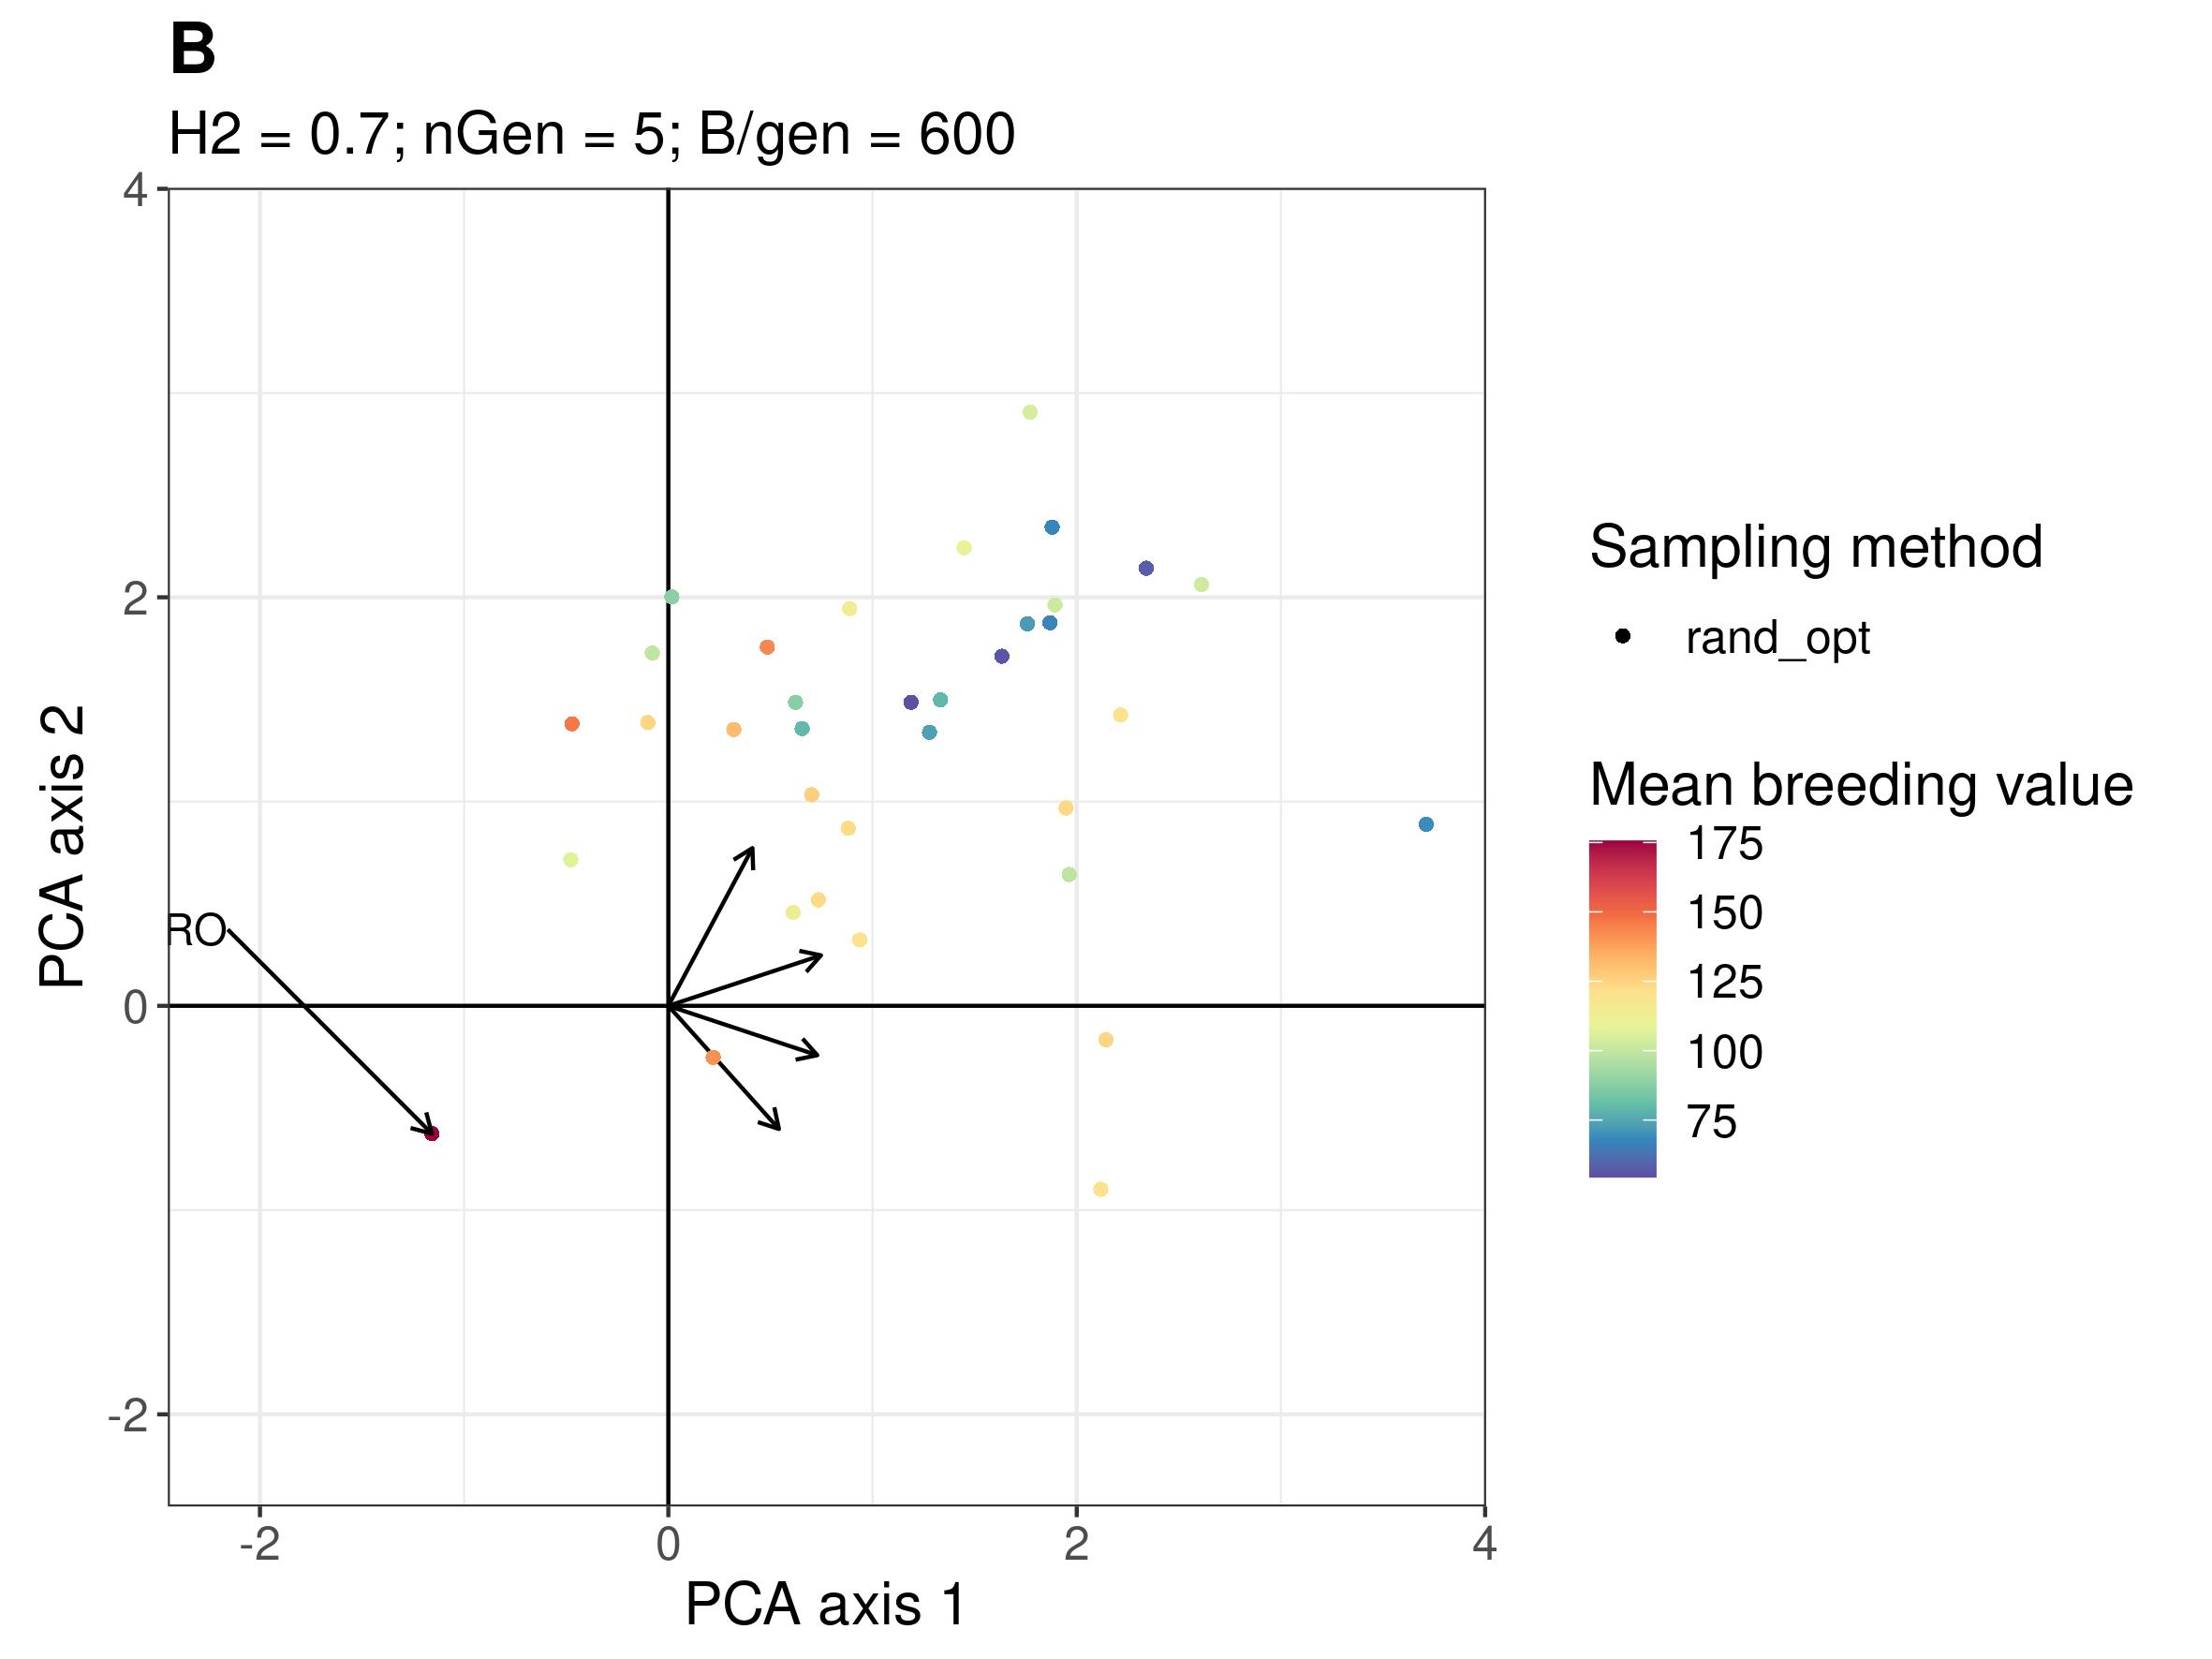 B
H2 = 0.7; nGen = 5; B/gen = 600
4
2
0
-2
PCA axis 2
RO
-2 0 2 4
PCA axis 1
Sampling method
rand_opt
Mean breeding value
175
150
125
100
75